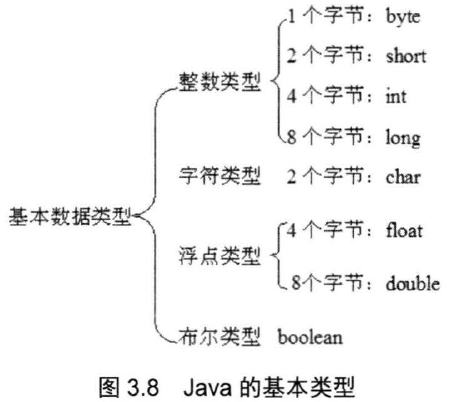 1 个字节：byte
2 个字节：short
整数类型
4 个字节：int
8 个字节：long
字符类型 2 个字节：char
基本数据类型
4 个字节：float
浮点类型
8个字节：double
布尔类型 boolean
图 3.8 Java 的基本类型